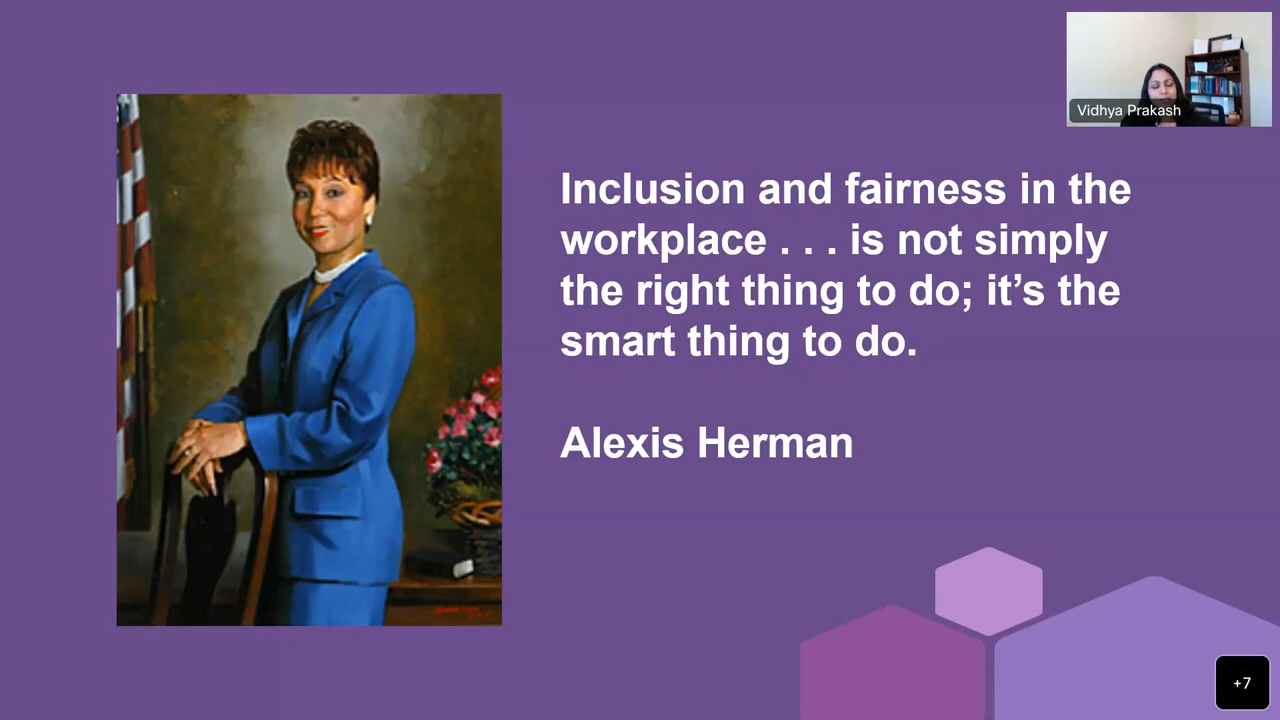 Vidhya Prakash
Inclusion and fairness in the
workplace . . . is not simply
the right thing to do; it’s the
smart thing to do.
Alexis Herman
+7